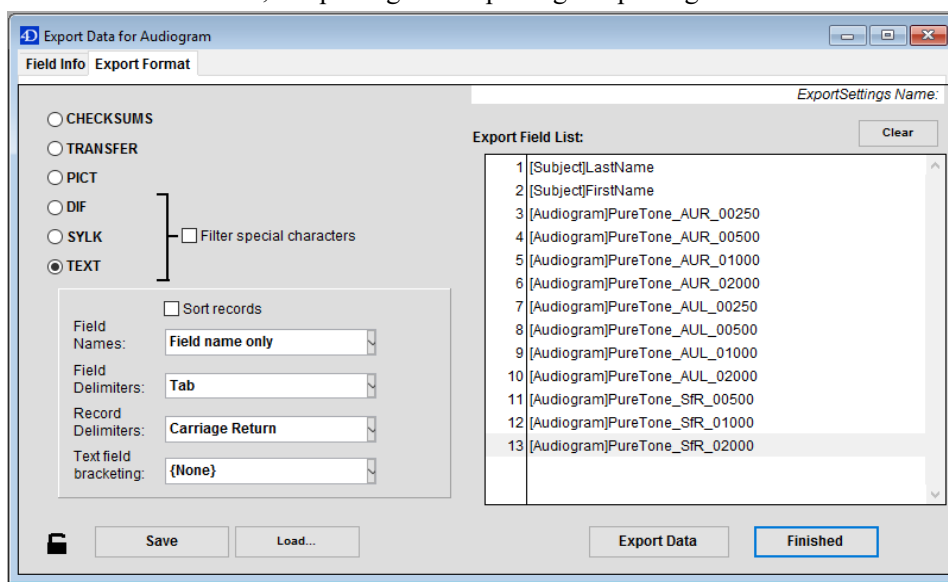 Export Data for Audiogram
Field Info Export Format
ExportSettings Name:
CHECKSUMS
TRANSFER
PICT
DIF
SYLK
TEXT
Filter special characters
Sort records
Field Names:
Field name only
Field Delimiters:
Tab
Record Delimiters:
Carriage Return
Text field bracketing:
{None}
Export Field List:
Clear
1 [Subject]LastName
2 [Subject]FirstName
3 [Audiogram]PureTone_AUR_00250
4 [Audiogram]PureTone_AUR_00500
5 [Audiogram]PureTone_AUR_01000
6 [Audiogram]PureTone_AUR_02000
7 [Audiogram]PureTone_AUL_00250
8 [Audiogram]PureTone_AUL_00500
9 [Audiogram]PureTone_AUL_01000
10 [Audiogram]PureTone_AUL_02000
11 [Audiogram]PureTone_SfR_00500
12 [Audiogram]PureTone_SfR_01000
13 [Audiogram]PureTone_SfR_02000
Save
Load...
Export Data
Finished